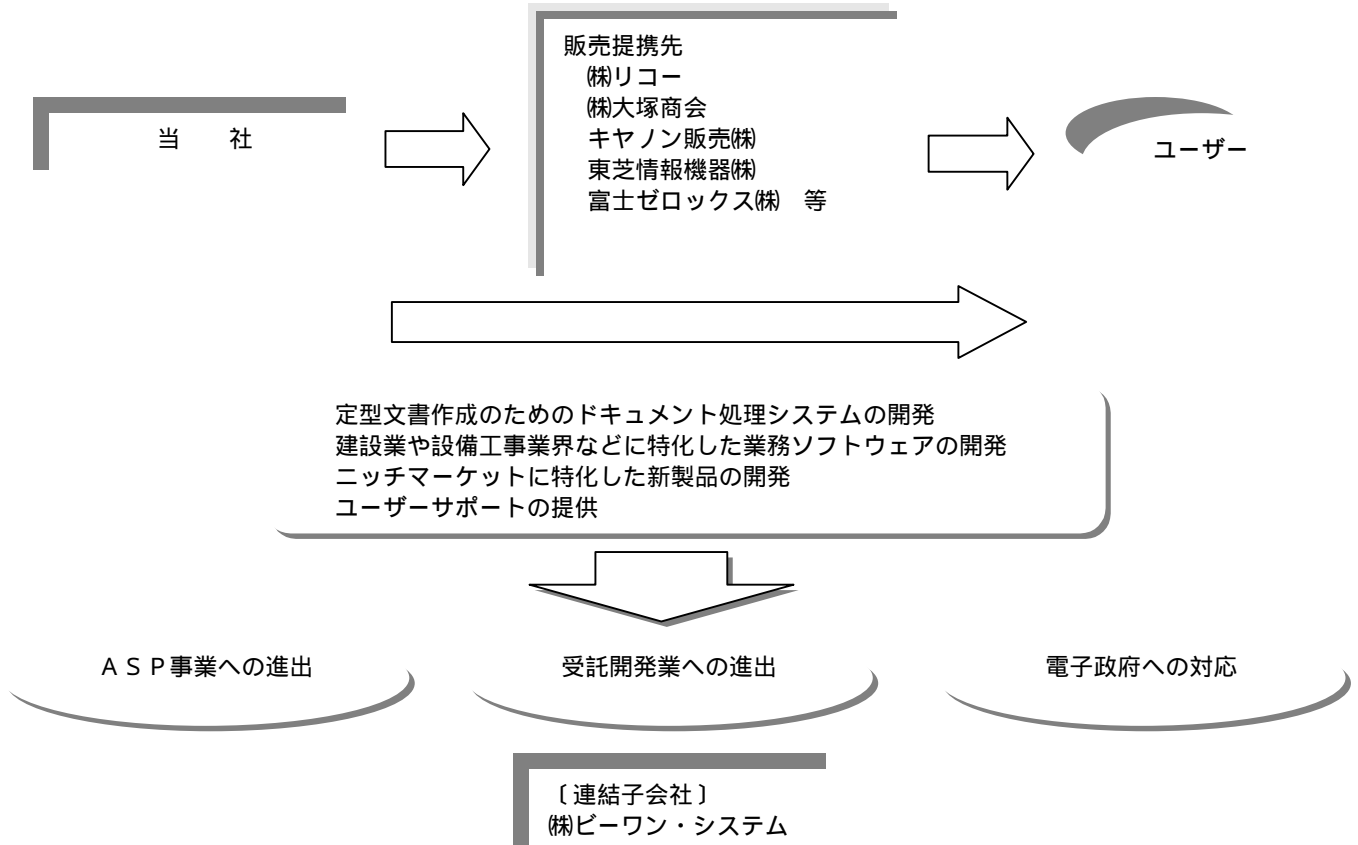 販売提携先
㈱リコー
㈱大塚商会
キヤノン販売㈱
東芝情報機器㈱
富士ゼロックス㈱　等
当　　社
ユーザー
定型文書作成のためのドキュメント処理システムの開発
建設業や設備工事業界などに特化した業務ソフトウェアの開発
ニッチマーケットに特化した新製品の開発
ユーザーサポートの提供
ＡＳＰ事業への進出
受託開発業への進出
電子政府への対応
〔連結子会社〕
㈱ビーワン・システム